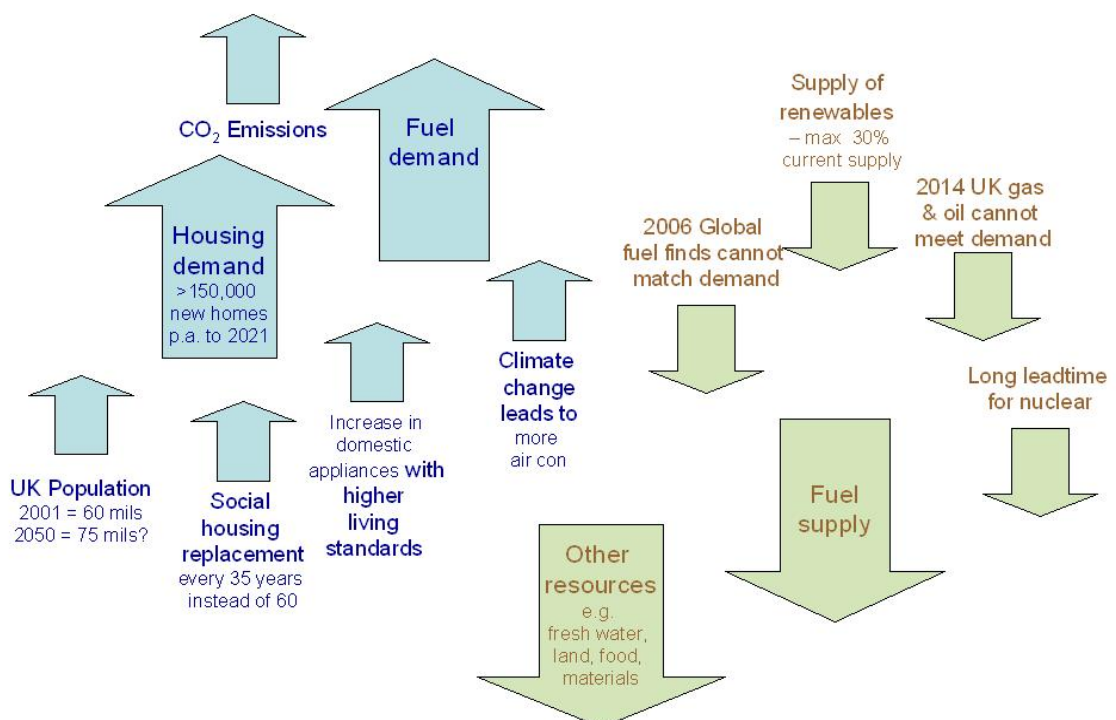 CO₂ Emissions
Fuel
demand
Housing
demand
>150,000
new homes
p.a. to 2021
UK Population
2001 = 60 mils
2050 = 75 mils?
Social
housing
replacement
every 35 years
instead of 60
Increase in
domestic
appliances with
higher
living
standards
Climate
change
leads to
more
air con
Supply of
renewables
– max 30%
current supply
2006 Global
fuel finds cannot
match demand
2014 UK gas
& oil cannot
meet demand
Long leadtime
for nuclear
Fuel
supply
Other
resources
e.g.
fresh water,
land, food,
materials